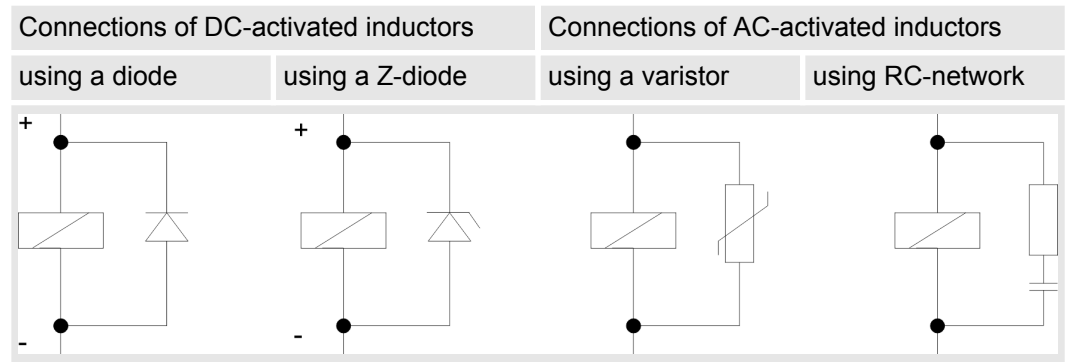 Connections of DC-activated inductors
Connections of AC-activated inductors
using a diode
using a Z-diode
using a varistor
using RC-network
+
+
-
-